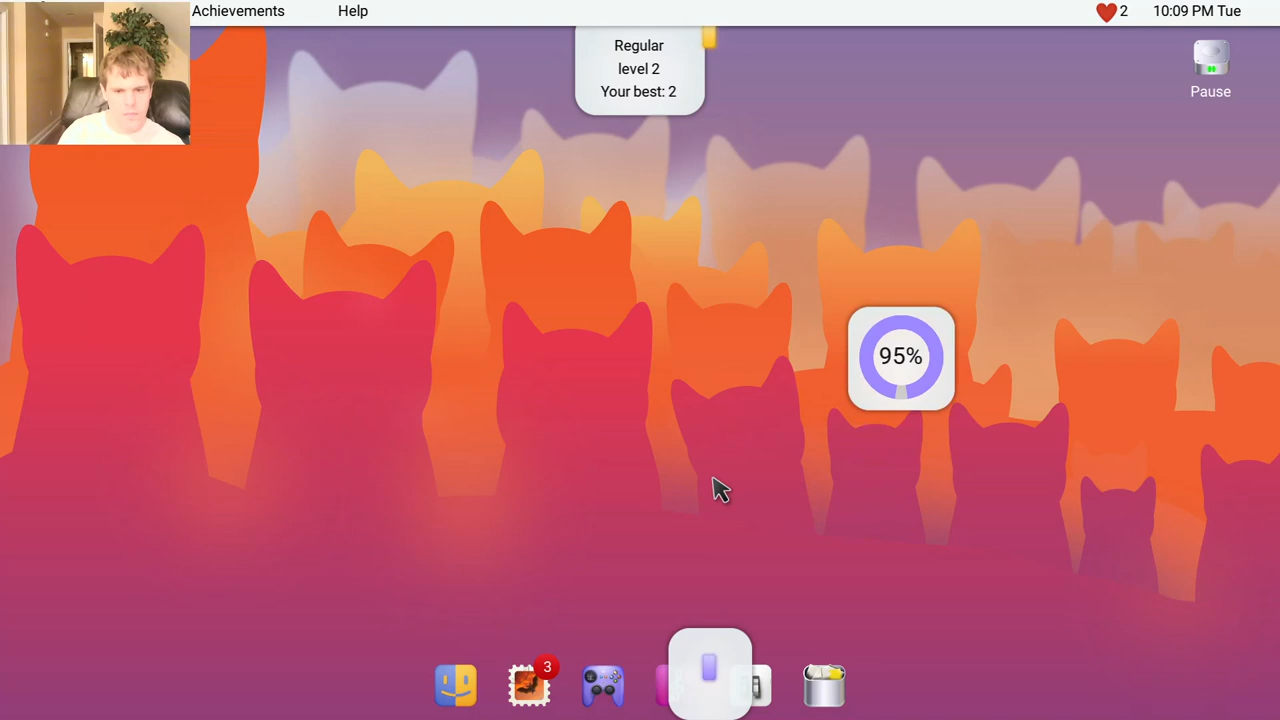 Achievements Help 2 10:09 PM Tue
Regular
level 2
Your best: 2
Pause
95%
3